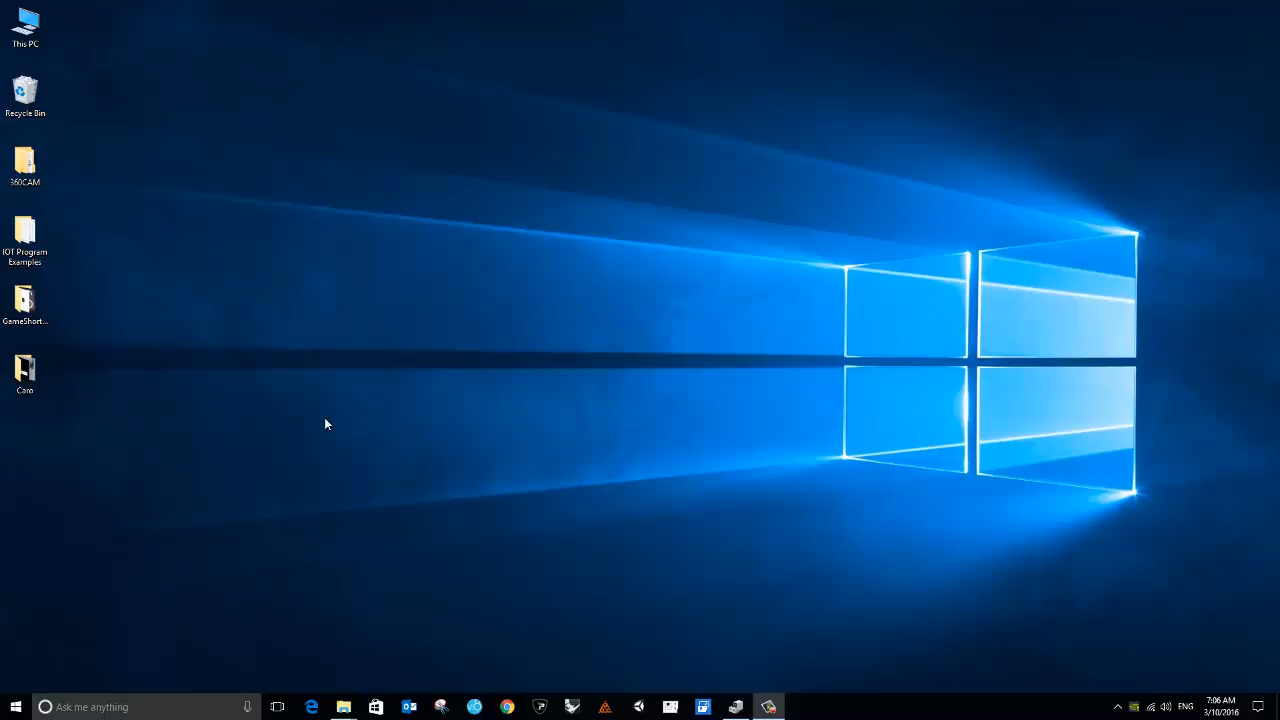 This PC
Recycle Bin
360CAM
IOT Program
Examples
GameShort...
Caro
Ask me anything
ENG
7:06 AM
3/10/2016